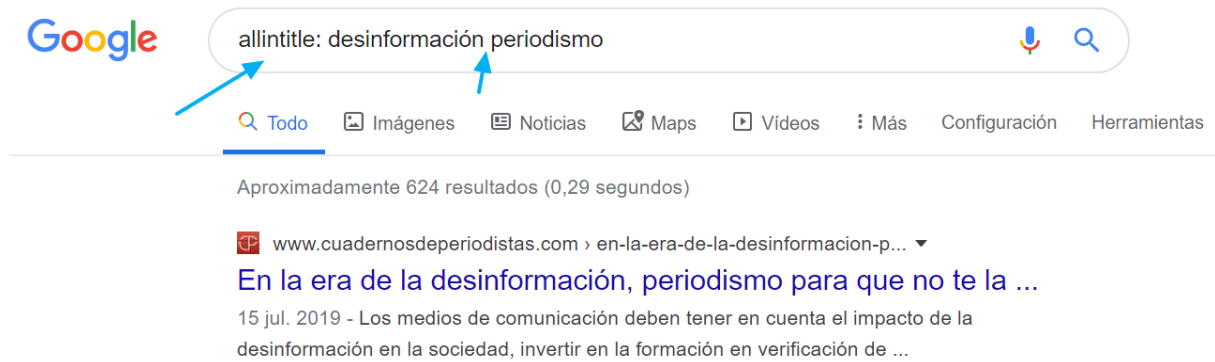 Google
allintitle: desinformación periodismo
Todo Imágenes Noticias Maps Vídeos Más Configuración Herramientas
Aproximadamente 624 resultados (0,29 segundos)
www.cuadernosdeperiodistas.com › en-la-era-de-la-desinformacion-p...
En la era de la desinformación, periodismo para que no te la ...
15 jul. 2019 - Los medios de comunicación deben tener en cuenta el impacto de la
desinformación en la sociedad, invertir en la formación en verificación de ...